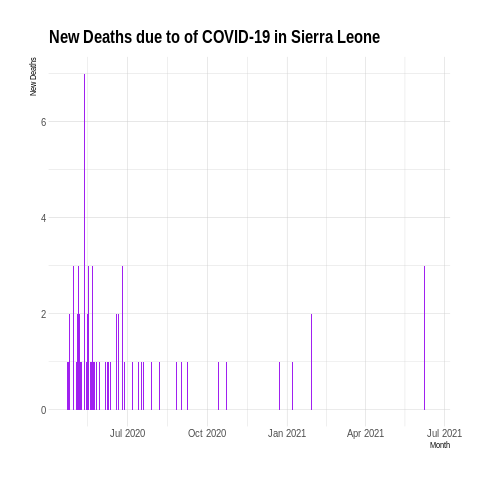 New Deaths due to of COVID-19 in Sierra Leone
New Deaths
6
4
2
0
Jul 2020 Oct 2020 Jan 2021 Apr 2021 Jul 2021
Month